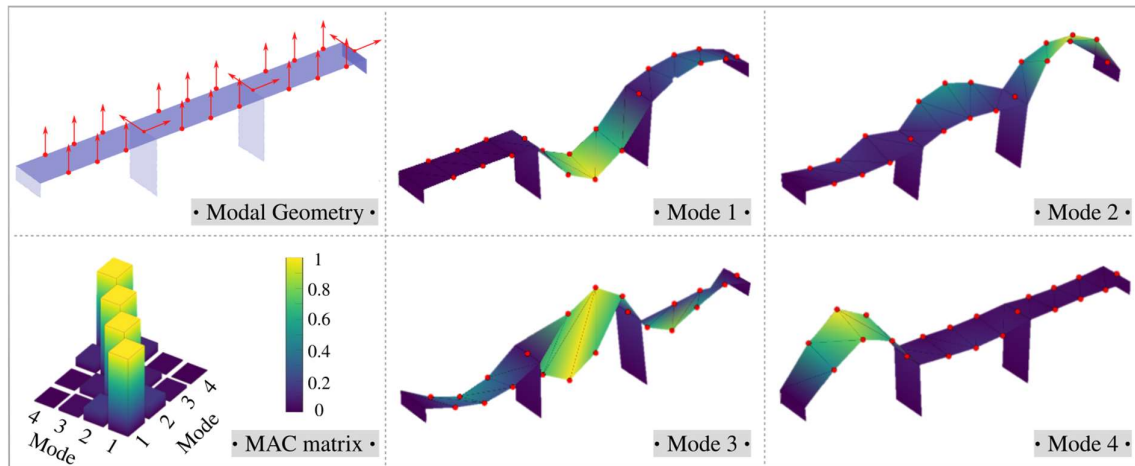 • Modal Geometry •
• Mode 1 •
• Mode 2 •
1
0.8
0.6
0.4
0.2
0
4 3 2 1
Mode
1 2 3 4
Mode
• MAC matrix •
• Mode 3 •
• Mode 4 •